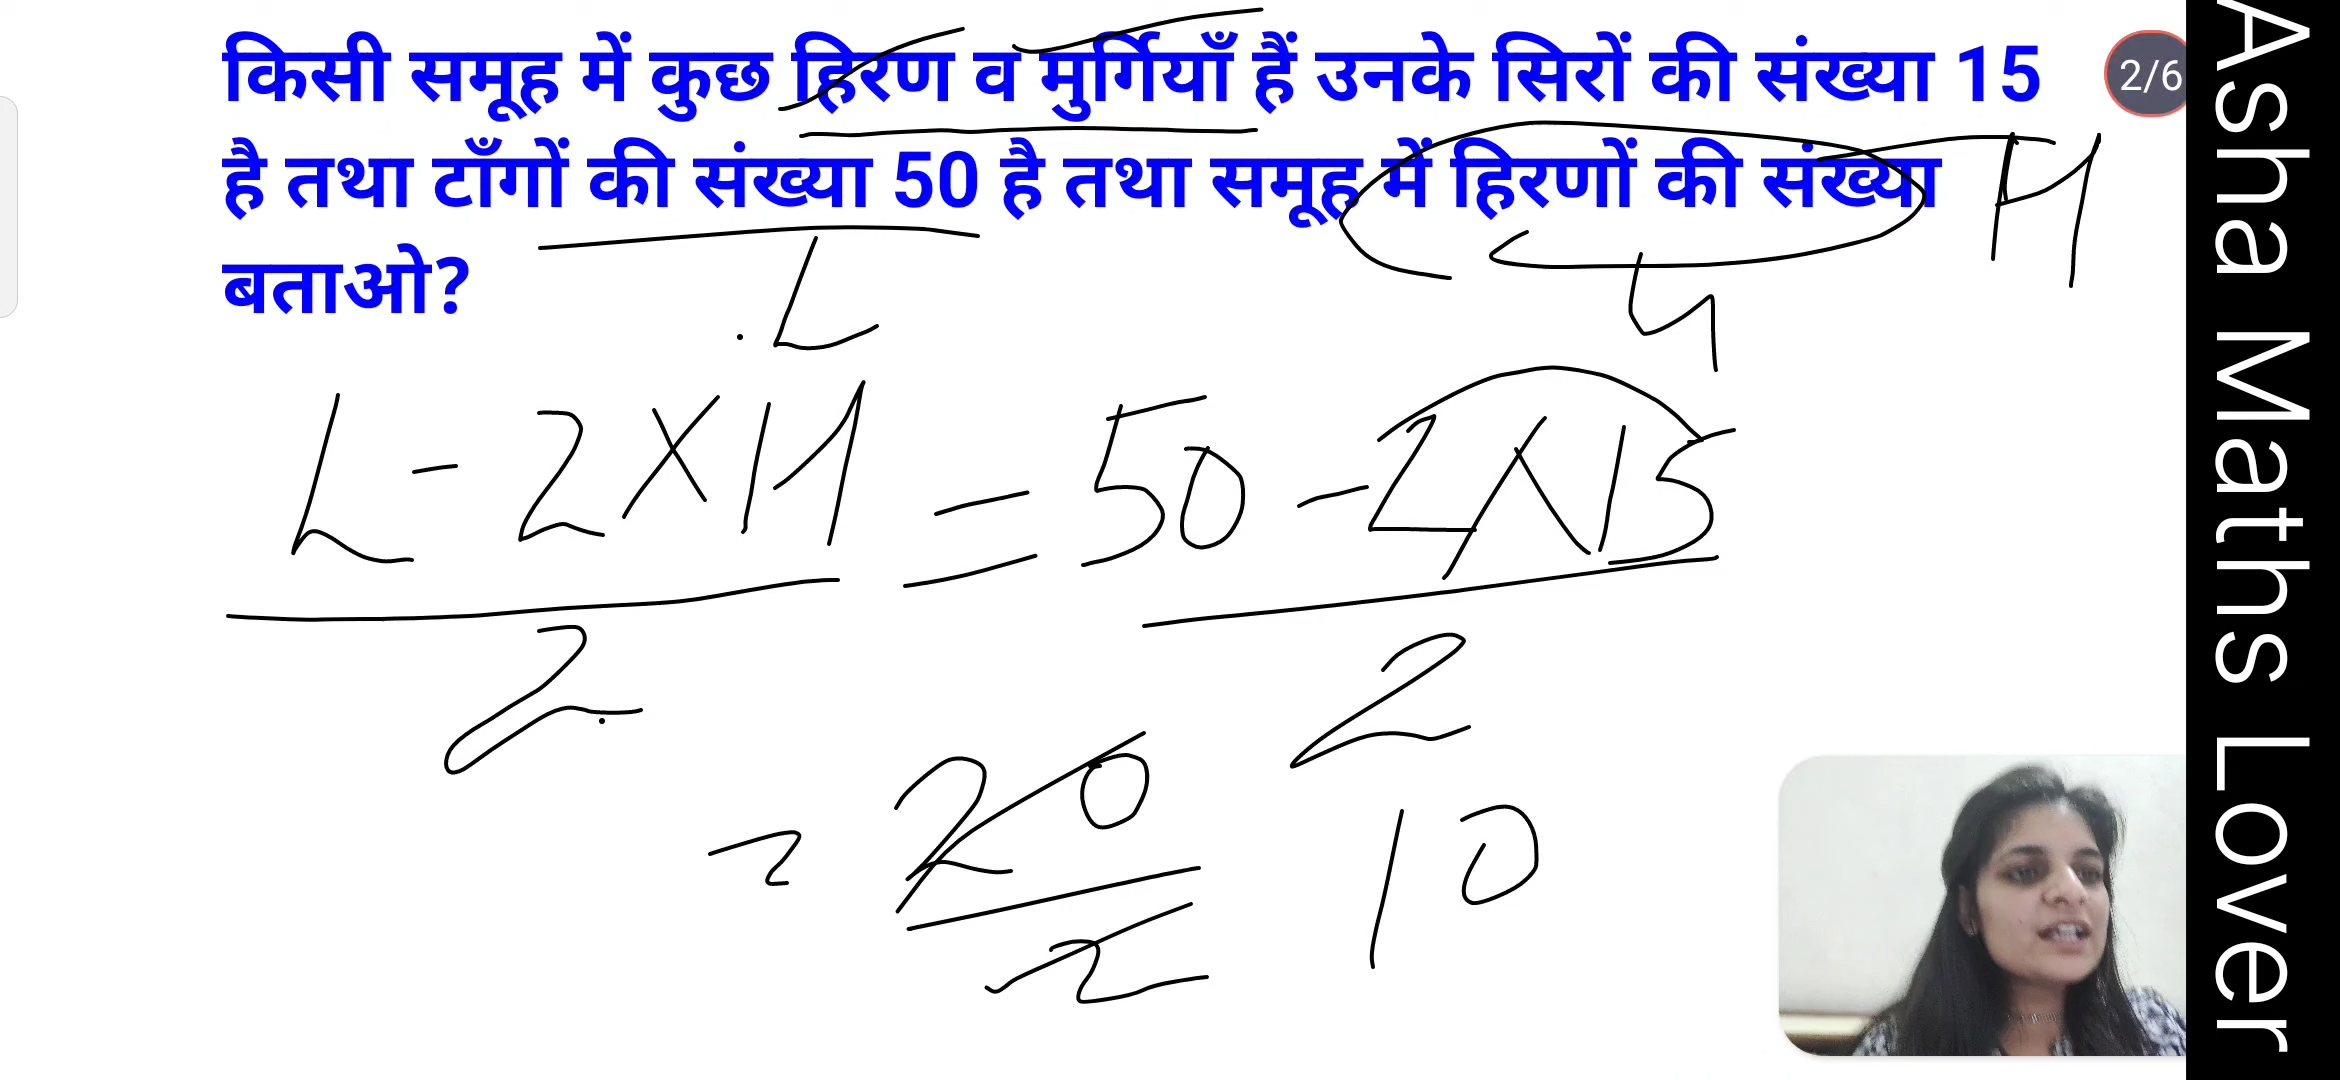 किसी समूह में कुछ हिरण व मुर्गियाँ हैं उनके सिरों की संख्या 15
है तथा टाँगों की संख्या 50 है तथा समूह में हिरणों की संख्या
बताओ?
2/6
H
L
4
L - 2 X H = 50 - 2 X 15
2 2
= 20 10
2
Asha Maths Lover